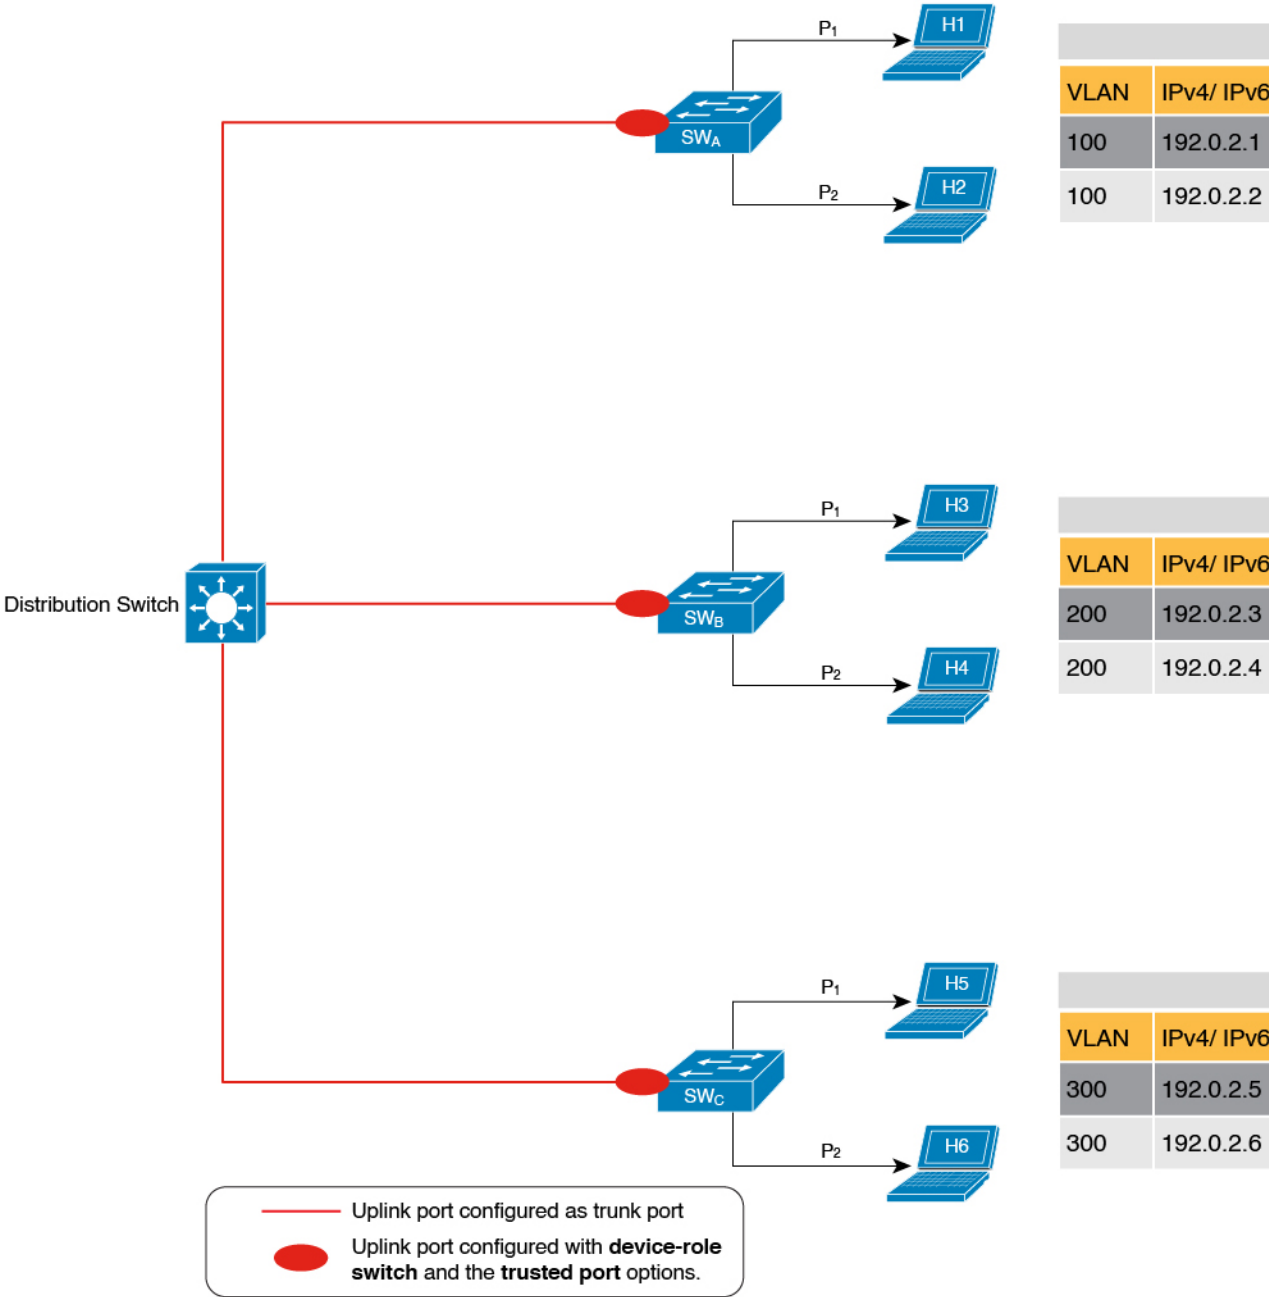 P1
H1
SWA
P2
H2
VLAN IPv4/ IPv6
100 192.0.2.1
100 192.0.2.2
P1
H3
Distribution Switch
SWB
P2
H4
VLAN IPv4/ IPv6
200 192.0.2.3
200 192.0.2.4
P1
H5
SWC
P2
H6
VLAN IPv4/ IPv6
300 192.0.2.5
300 192.0.2.6
Uplink port configured as trunk port
Uplink port configured with device-role
switch and the trusted port options.